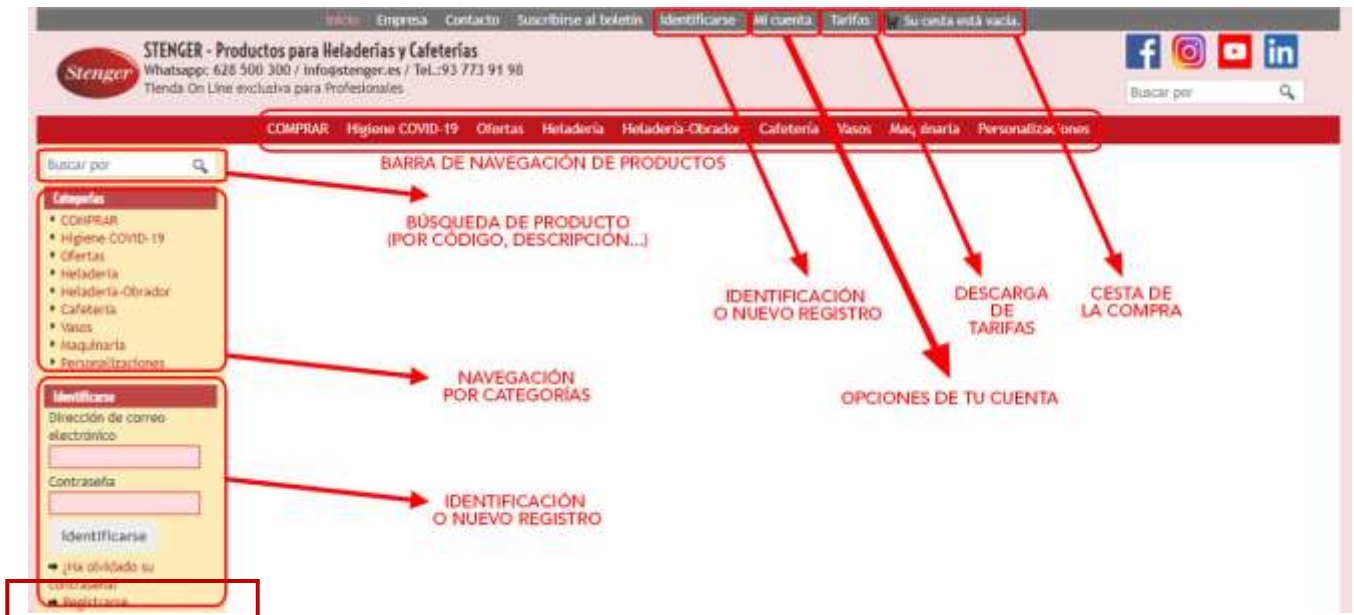 Inicio Empresa Contacto Suscribirse al boletín Identificarse Mi cuenta Tarifas Su cesta está vacía.
Stenger
STENGER - Productos para Heladerías y Cafeterías
Whatsapp: 628 500 300 / info@stenger.es / Tel.:93 773 91 98
Tienda On Line exclusiva para Profesionales
Buscar por
COMPRAR Higiene COVID-19 Ofertas Heladería Heladería-Obrador Cafetería Vasos Maquinaria Personalizaciones
Buscar por
BARRA DE NAVEGACIÓN DE PRODUCTOS
Categorías
COMPRAR
Higiene COVID-19
Ofertas
Heladería
Heladería-Obrador
Cafetería
Vasos
Maquinaria
Personalizaciones
BÚSQUEDA DE PRODUCTO
(POR CÓDIGO, DESCRIPCIÓN...)
IDENTIFICACIÓN
O NUEVO REGISTRO
DESCARGA
DE
TARIFAS
CESTA DE
LA COMPRA
NAVEGACIÓN
POR CATEGORÍAS
OPCIONES DE TU CUENTA
Identificarse
Dirección de correo
electrónico
Contraseña
Identificarse
¿Ha olvidado su
contraseña?
Registrarse
IDENTIFICACIÓN
O NUEVO REGISTRO